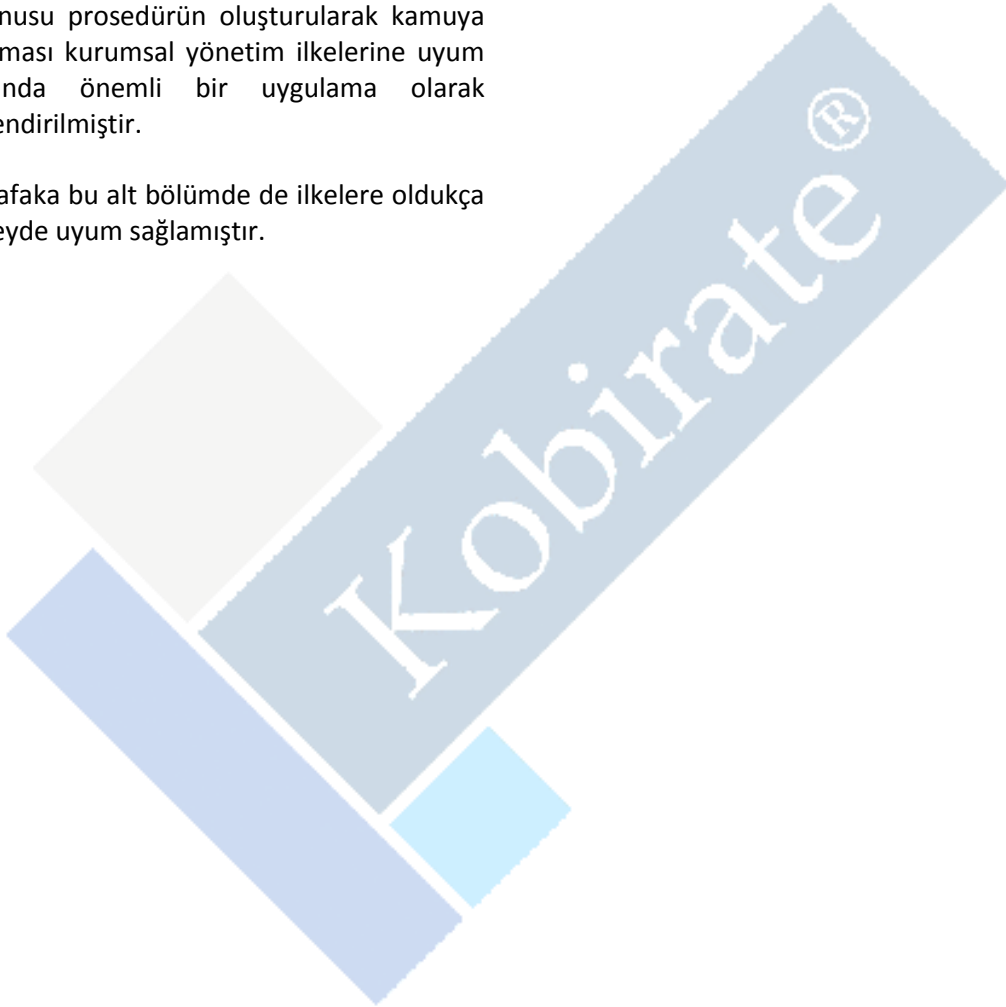 nusu prosedürün oluşturularak kamuya
ması kurumsal yönetim ilkelerine uyum
nda önemli bir uygulama olarak
endirilmiştir.
afaka bu alt bölümde de ilkelere oldukça
eyde uyum sağlamıştır.
Kobirate ®